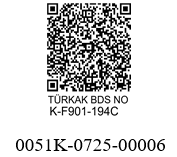 TÜRKAK BDS NO
K-F901-194C
0051K-0725-00006